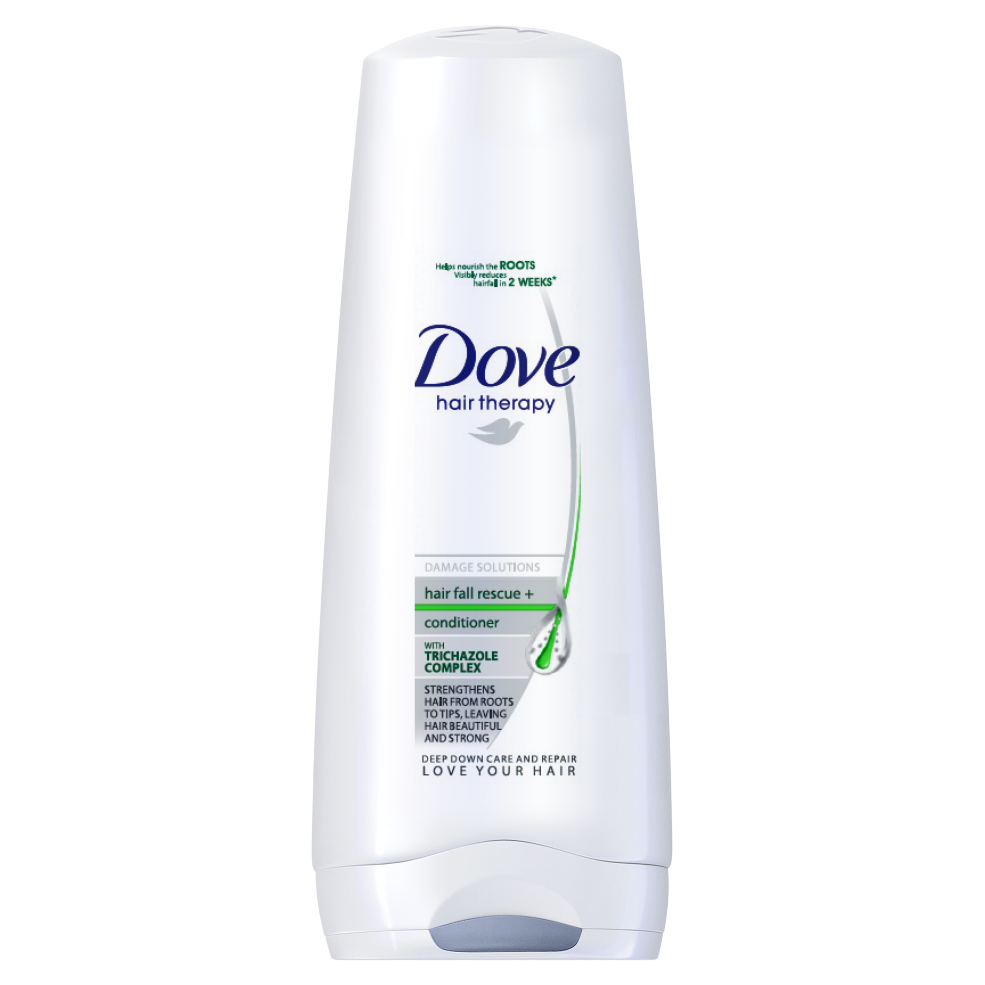 Helps nourish the ROOTS
Visibly reduces
hairfall in 2 WEEKS*
Dove
hair therapy
DAMAGE SOLUTIONS
hair fall rescue +
conditioner
WITH
TRICHAZOLE
COMPLEX
STRENGTHENS
HAIR FROM ROOTS
TO TIPS, LEAVING
HAIR BEAUTIFUL
AND STRONG
DEEP DOWN CARE AND REPAIR
LOVE YOUR HAIR